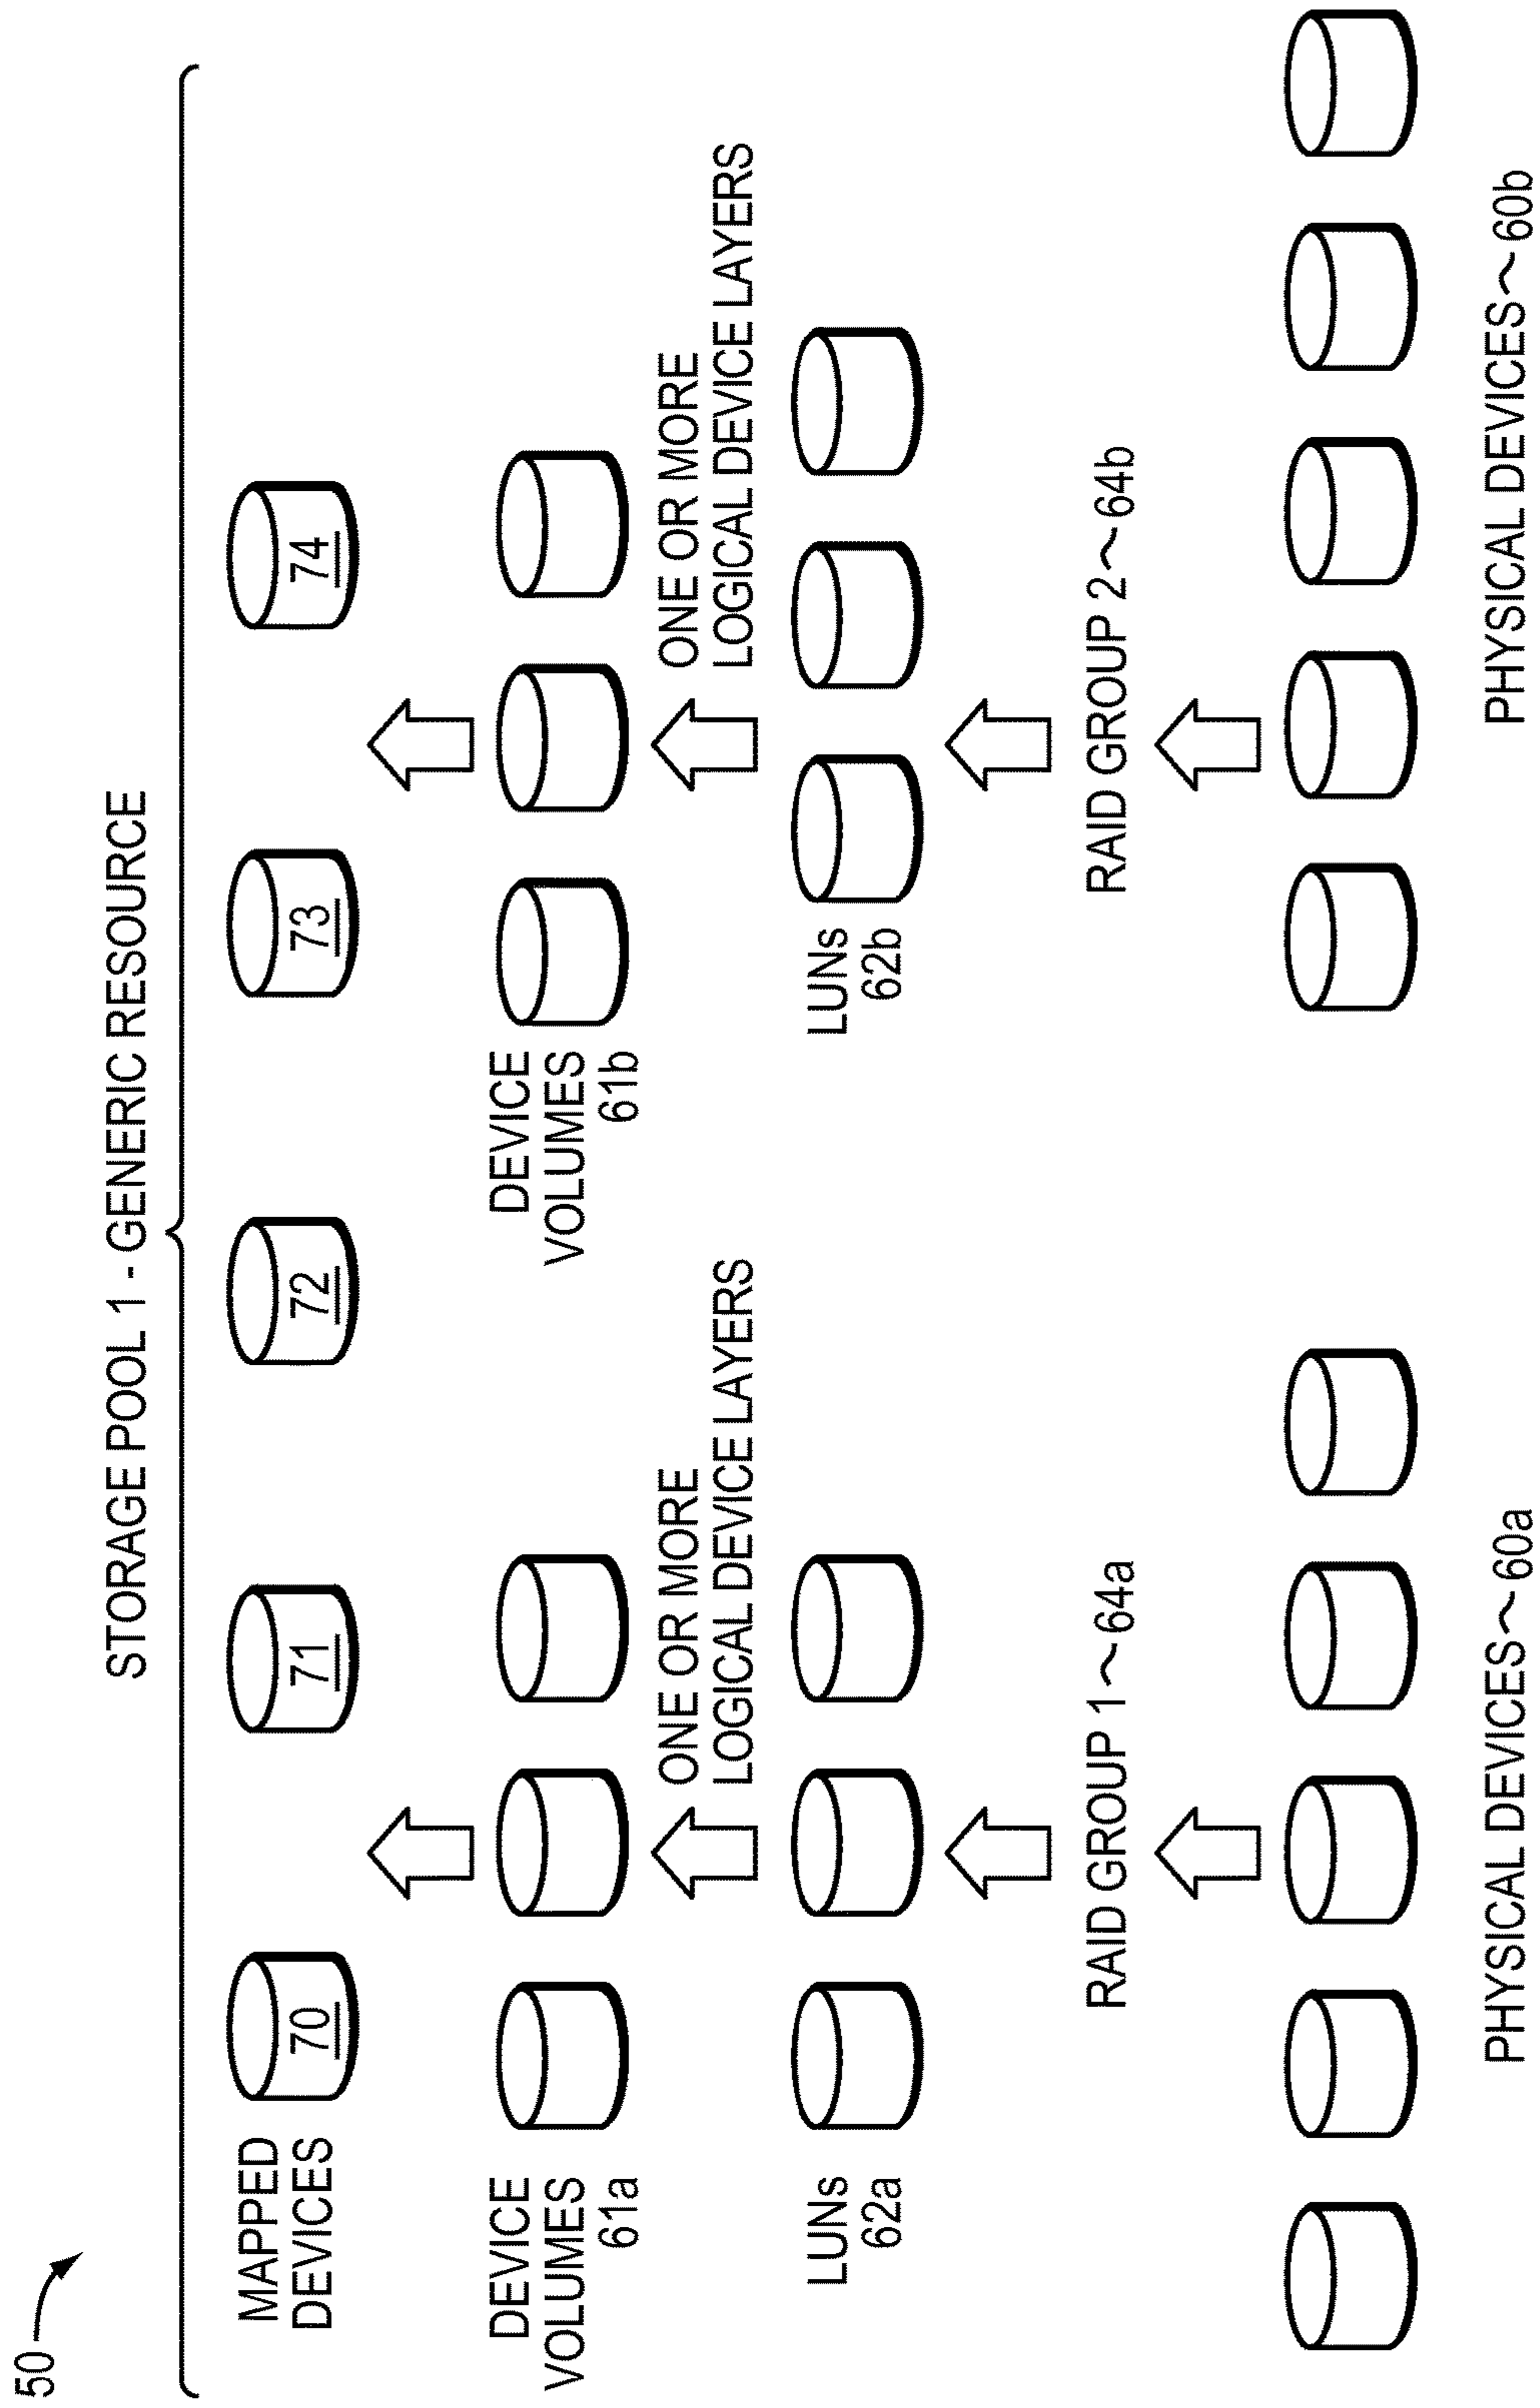 50
STORAGE POOL 1 - GENERIC RESOURCE
MAPPED
DEVICES
70
71
72
73
74
DEVICE
VOLUMES
61a
DEVICE
VOLUMES
61b
ONE OR MORE
LOGICAL DEVICE LAYERS
ONE OR MORE
LOGICAL DEVICE LAYERS
LUNs
62a
LUNs
62b
RAID GROUP 1~64a
RAID GROUP 2~64b
PHYSICAL DEVICES~60a
PHYSICAL DEVICES~60b